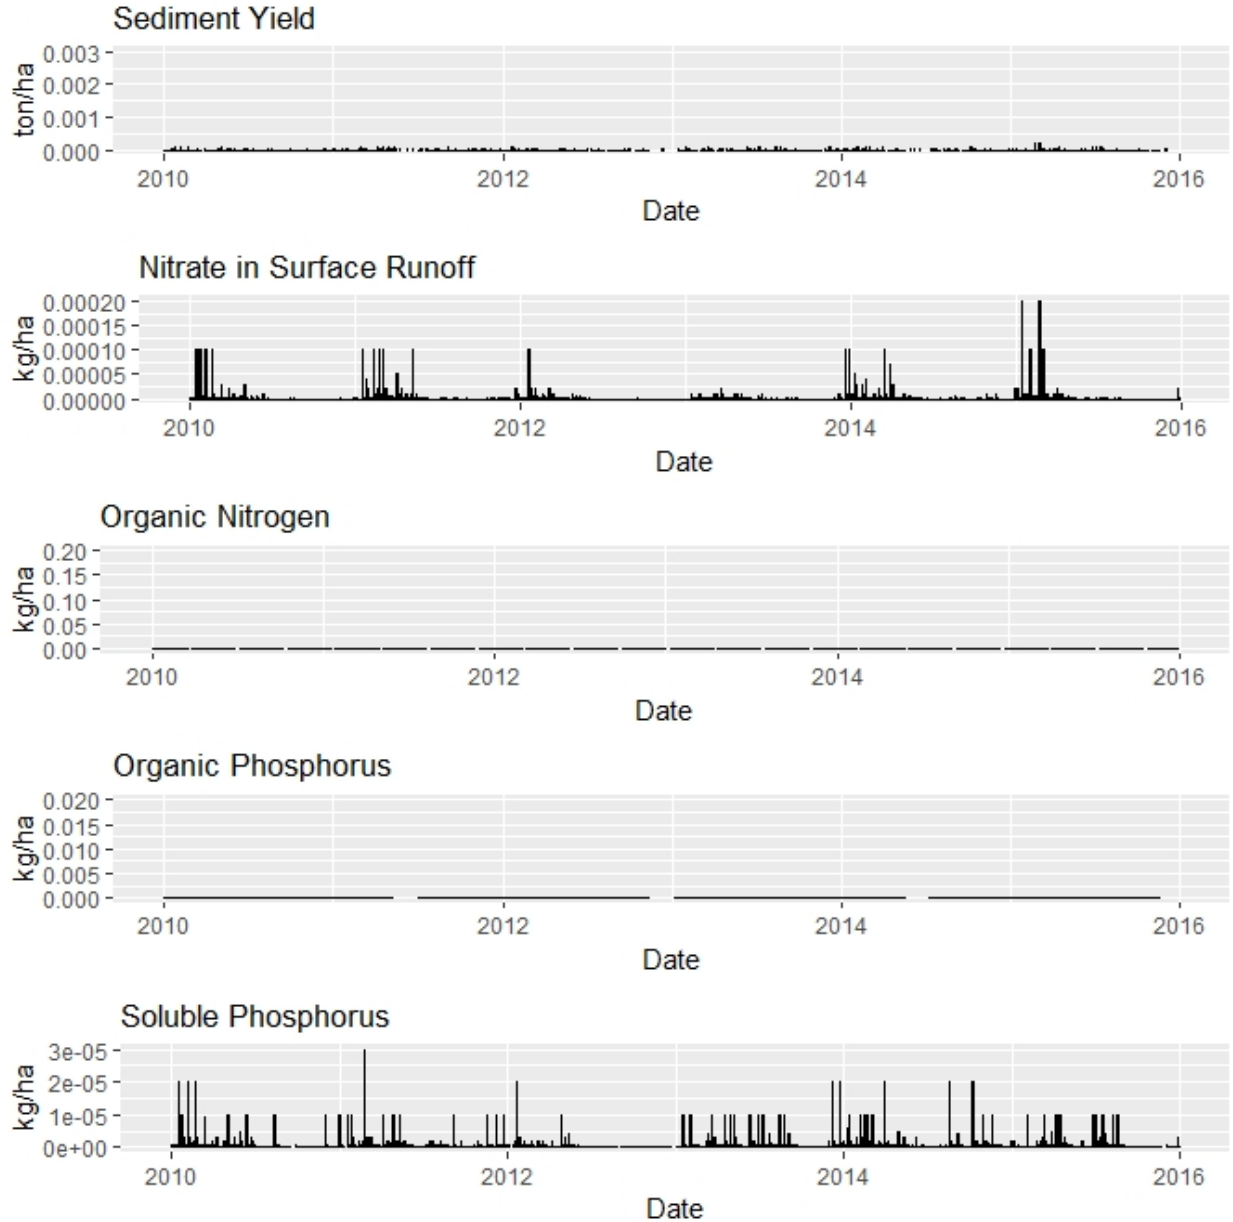 Sediment Yield
ton/ha
0.003
0.002
0.001
0.000
2010 2012 2014 2016
Date
Nitrate in Surface Runoff
kg/ha
0.00020
0.00015
0.00010
0.00005
0.00000
2010 2012 2014 2016
Date
Organic Nitrogen
kg/ha
0.20
0.15
0.10
0.05
0.00
2010 2012 2014 2016
Date
Organic Phosphorus
kg/ha
0.020
0.015
0.010
0.005
0.000
2010 2012 2014 2016
Date
Soluble Phosphorus
kg/ha
3e-05
2e-05
1e-05
0e+00
2010 2012 2014 2016
Date